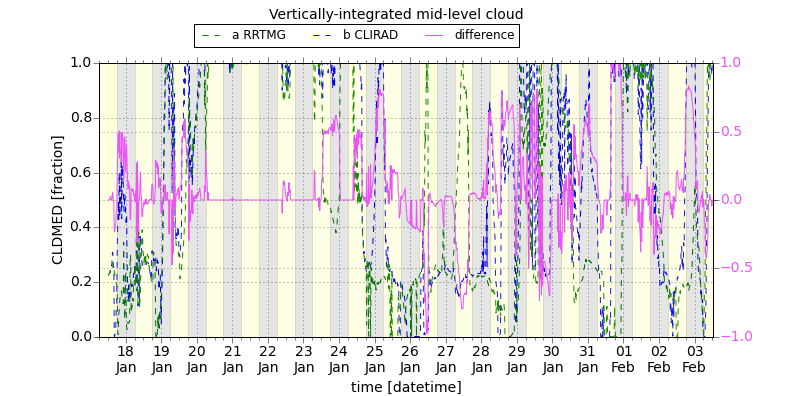 Vertically-integrated mid-level cloud
a RRTMG b CLIRAD difference
1.0 1.0
0.8 0.5
0.6 0.0
0.4 −0.5
0.2 −1.0
0.0
CLDMED [fraction]
18 19 20 21 22 23 24 25 26 27 28 29 30 31 01 02 03
Jan Jan Jan Jan Jan Jan Jan Jan Jan Jan Jan Jan Jan Jan Feb Feb Feb
time [datetime]